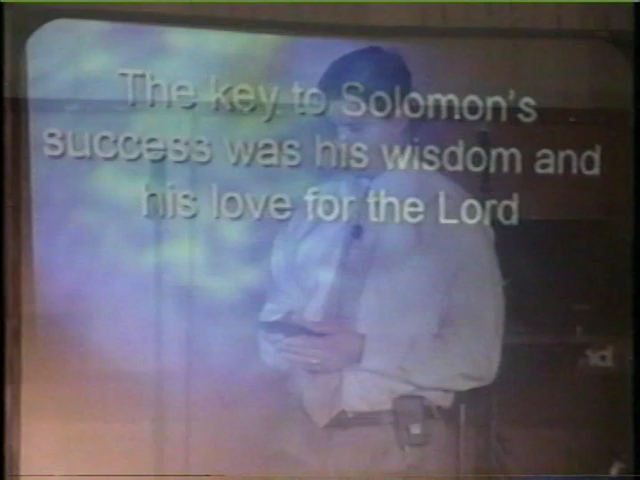 The key to Solomon's
success was his wisdom and
his love for the Lord